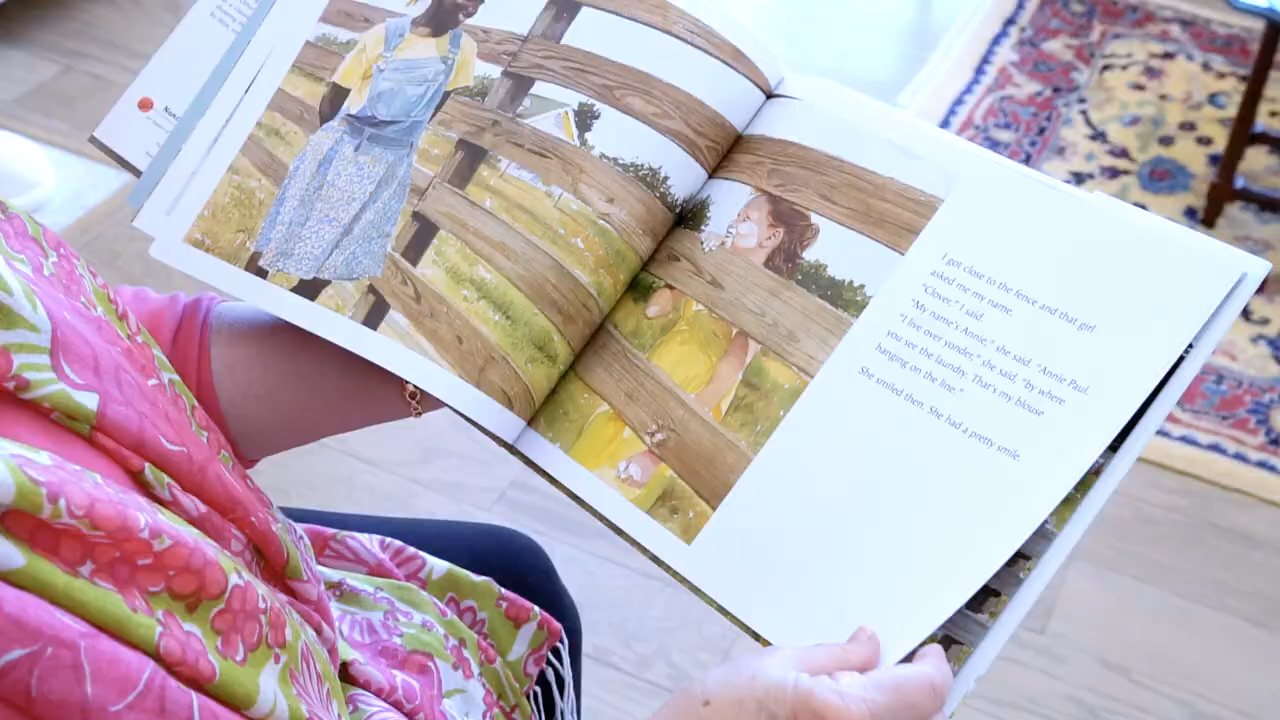 I got close to the fence and that girl
asked me my name.
"Clover," I said.
"My name's Annie," she said. "Annie Paul.
"I live over yonder," she said, "by where
you see the laundry. That's my blouse
hanging on the line."
She smiled then. She had a pretty smile.